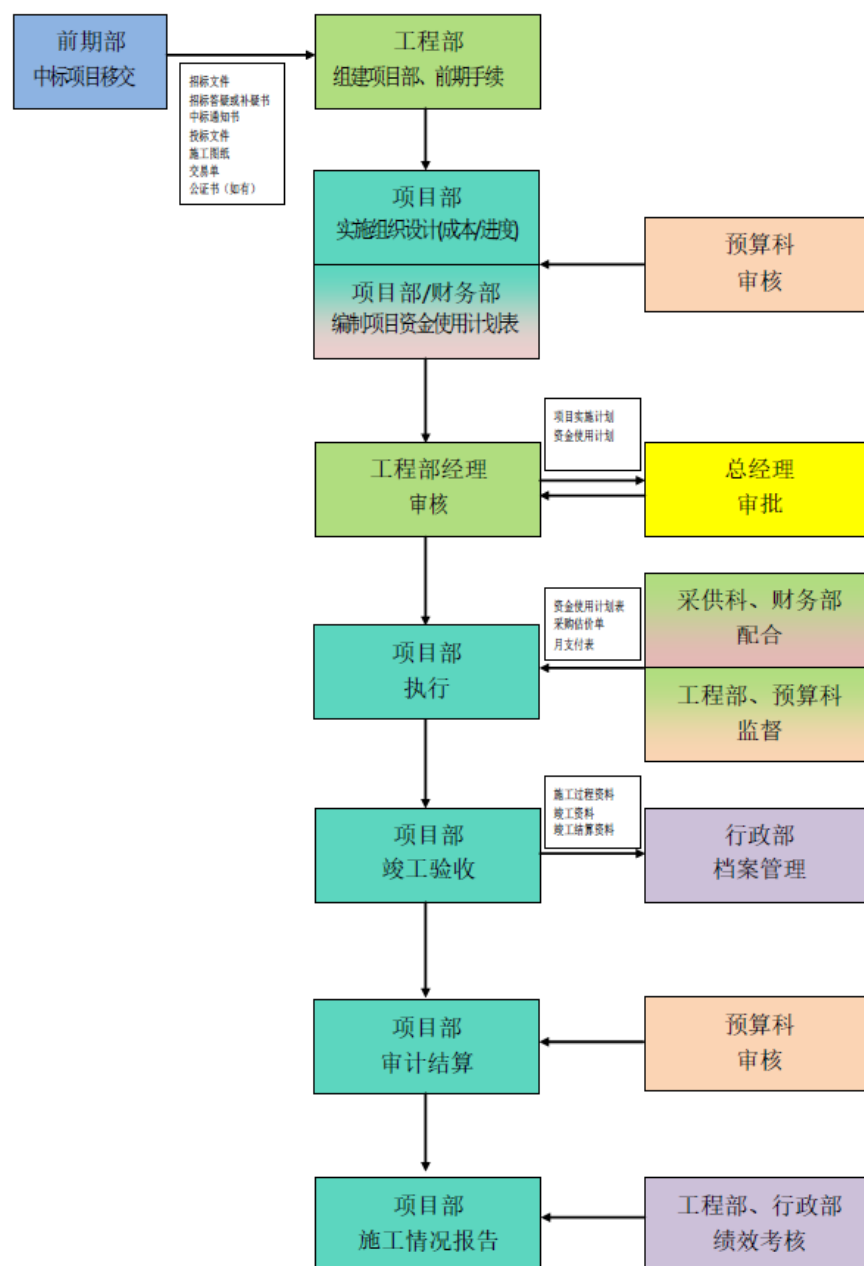 前期部
中标项目移交
招标文件
招标答疑或补疑书
中标通知书
投标文件
施工图纸
交易单
公证书（如有）
工程部
组建项目部、前期手续
项目部
实施组织设计(成本/进度)
项目部/财务部
编制项目资金使用计划表
预算科
审核
工程部经理
审核
项目实施计划
资金使用计划
总经理
审批
项目部
执行
资金使用计划表
采购估价单
月支付表
采供科、财务部
配合
工程部、预算科
监督
项目部
竣工验收
施工过程资料
竣工资料
竣工结算资料
行政部
档案管理
项目部
审计结算
预算科
审核
项目部
施工情况报告
工程部、行政部
绩效考核